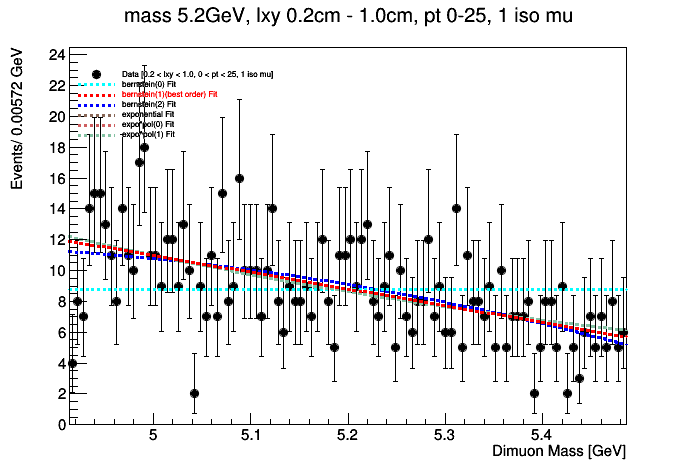 mass 5.2GeV, lxy 0.2cm - 1.0cm, pt 0-25, 1 iso mu
Events/ 0.00572 GeV
24
22
20
18
16
14
12
10
8
6
4
2
0
Data [0.2 < lxy < 1.0, 0 < pt < 25, 1 iso mu]
bernstein(0) Fit
bernstein(1)(best order) Fit
bernstein(2) Fit
exponential Fit
expo*pol(0) Fit
expo*pol(1) Fit
5 5.1 5.2 5.3 5.4
Dimuon Mass [GeV]